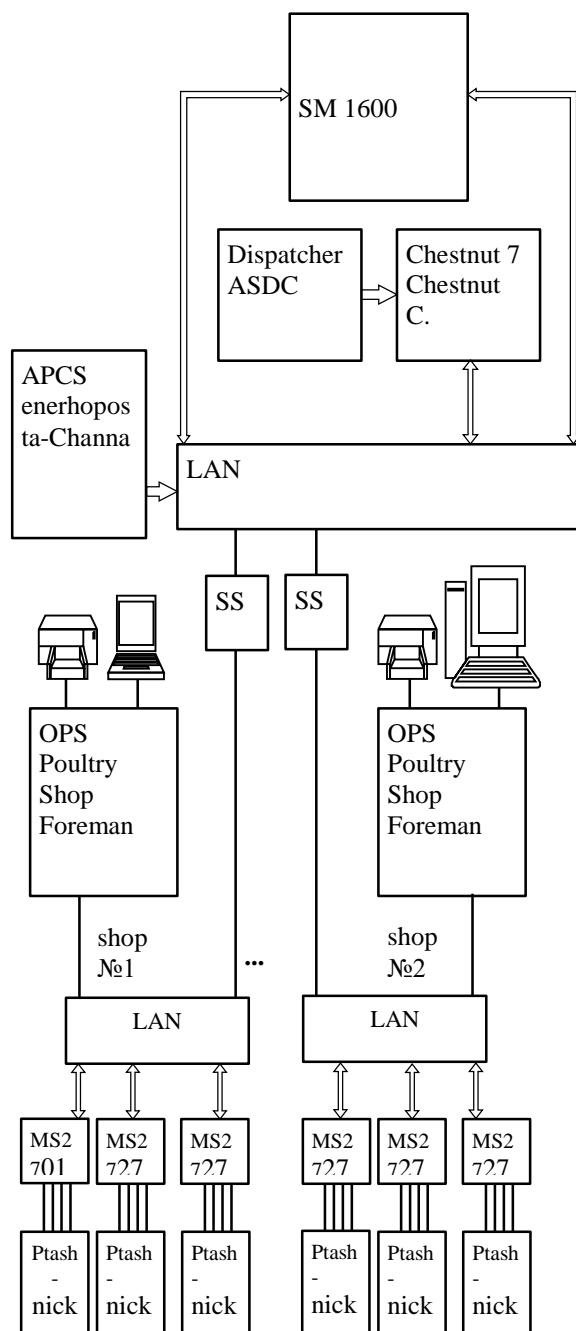 SM 1600
Dispatcher
ASDC
Chestnut 7
Chestnut
C.
APCS
enerhopos
ta-Channa
LAN
SS
SS
OPS
Poultry
Shop
Foreman
OPS
Poultry
Shop
Foreman
shop
№1
...
shop
№2
LAN
LAN
MS2
701
MS2
727
MS2
727
MS2
727
MS2
727
MS2
727
Ptash
-
nick
Ptash
-
nick
Ptash
-
nick
Ptash
-
nick
Ptash
-
nick
Ptash
-
nick